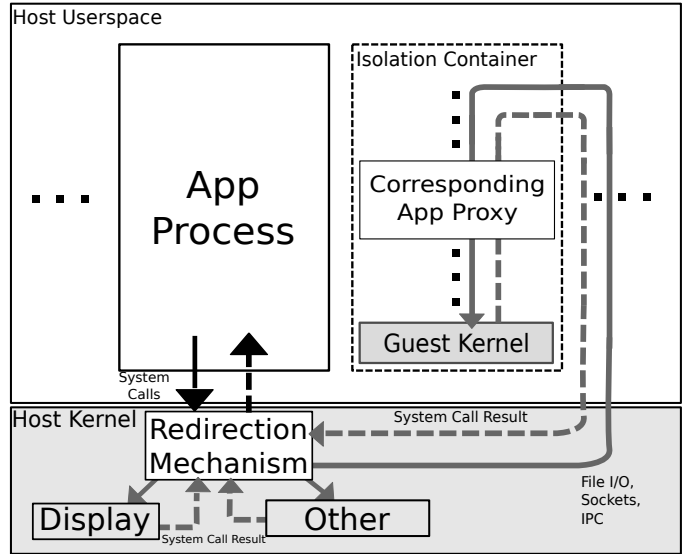 Host Userspace
Isolation Container
App
Process
Corresponding
App Proxy
Guest Kernel
System
Calls
Host Kernel
System Call Result
Redirection
Mechanism
File I/O,
Sockets,
IPC
Display
System Call Result
Other